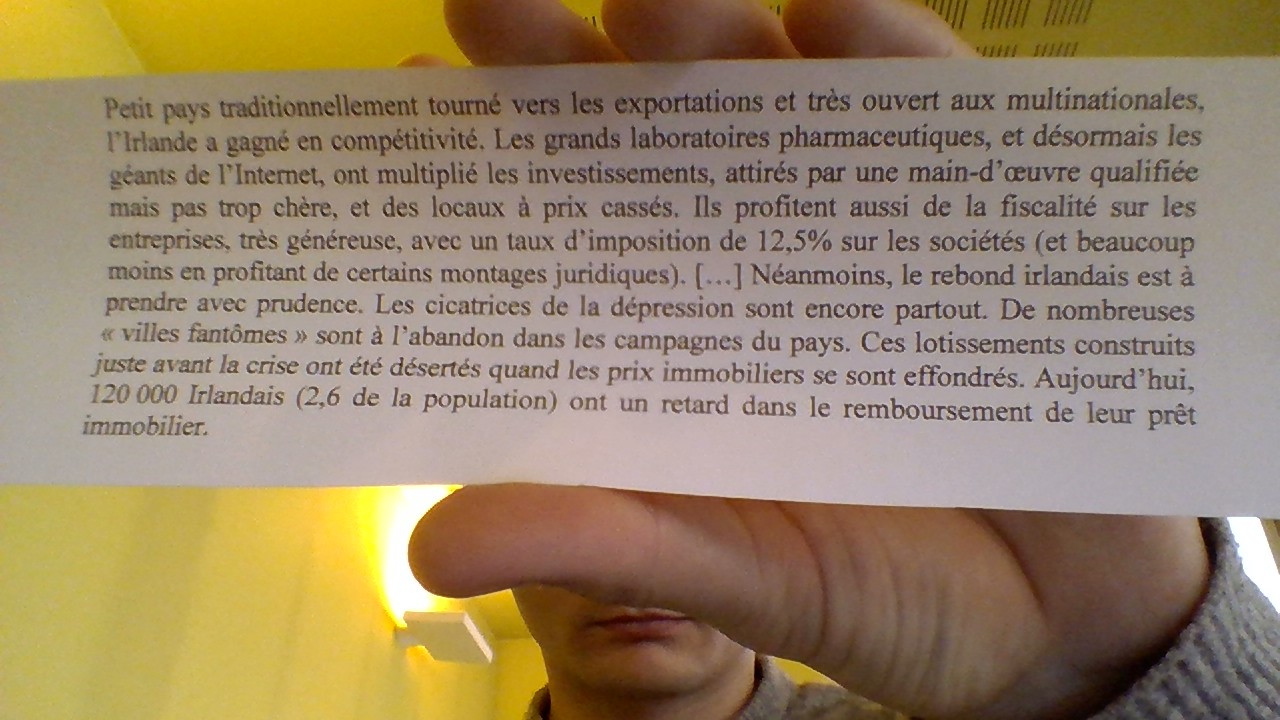 Petit pays traditionnellement tourné vers les exportations et très ouvert aux multinationales,
l'Irlande a gagné en compétitivité. Les grands laboratoires pharmaceutiques, et désormais les
géants de l'Internet, ont multiplié les investissements, attirés par une main-d'œuvre qualifiée
mais pas trop chère, et des locaux à prix cassés. Ils profitent aussi de la fiscalité sur les
entreprises, très généreuse, avec un taux d'imposition de 12,5% sur les sociétés (et beaucoup
moins en profitant de certains montages juridiques). […] Néanmoins, le rebond irlandais est à
prendre avec prudence. Les cicatrices de la dépression sont encore partout. De nombreuses
« villes fantômes » sont à l'abandon dans les campagnes du pays. Ces lotissements construits
juste avant la crise ont été désertés quand les prix immobiliers se sont effondrés. Aujourd'hui,
120 000 Irlandais (2,6 de la population) ont un retard dans le remboursement de leur prêt
immobilier.